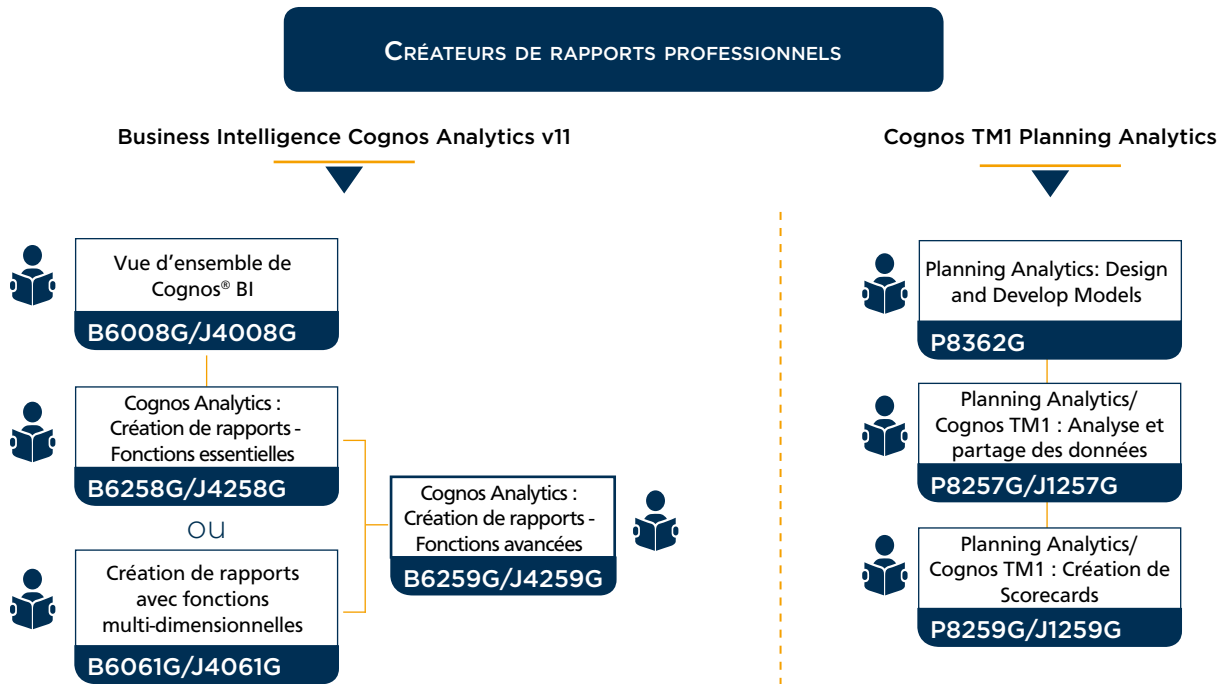 CRÉATEURS DE RAPPORTS PROFESSIONNELS
Business Intelligence Cognos Analytics v11
Vue d'ensemble de
Cognos® BI
B6008G/J4008G
Cognos Analytics :
Création de rapports -
Fonctions essentielles
B6258G/J4258G
ou
Création de rapports
avec fonctions
multi-dimensionnelles
B6061G/J4061G
Cognos Analytics :
Création de rapports -
Fonctions avancées
B6259G/J4259G
Cognos TM1 Planning Analytics
Planning Analytics: Design
and Develop Models
P8362G
Planning Analytics/
Cognos TM1 : Analyse et
partage des données
P8257G/J1257G
Planning Analytics/
Cognos TM1 : Création de
Scorecards
P8259G/J1259G